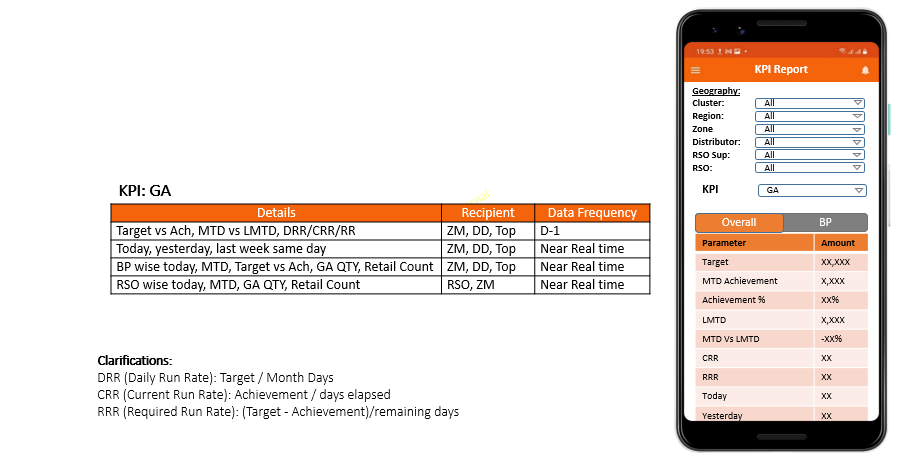 KPI: GA
Details Recipient Data Frequency
Target vs Ach, MTD vs LMTD, DRR/CRR/RR ZM, DD, Top D-1
Today, yesterday, last week same day ZM, DD, Top Near Real time
BP wise today, MTD, Target vs Ach, GA QTY, Retail Count ZM, DD, Top Near Real time
RSO wise today, MTD, GA QTY, Retail Count RSO, ZM Near Real time
Clarifications:
DRR (Daily Run Rate): Target / Month Days
CRR (Current Run Rate): Achievement / days elapsed
RRR (Required Run Rate): (Target - Achievement)/remaining days
19:53
KPI Report
Geography:
Cluster: All
Region: All
Zone All
Distributor: All
RSO Sup: All
RSO: All
KPI GA
Overall BP
Parameter Amount
Target XX,XXX
MTD Achievement X,XXX
Achievement % XX%
LMTD X,XXX
MTD Vs LMTD -XX%
CRR XX
RRR XX
Today XX
Yesterday XX